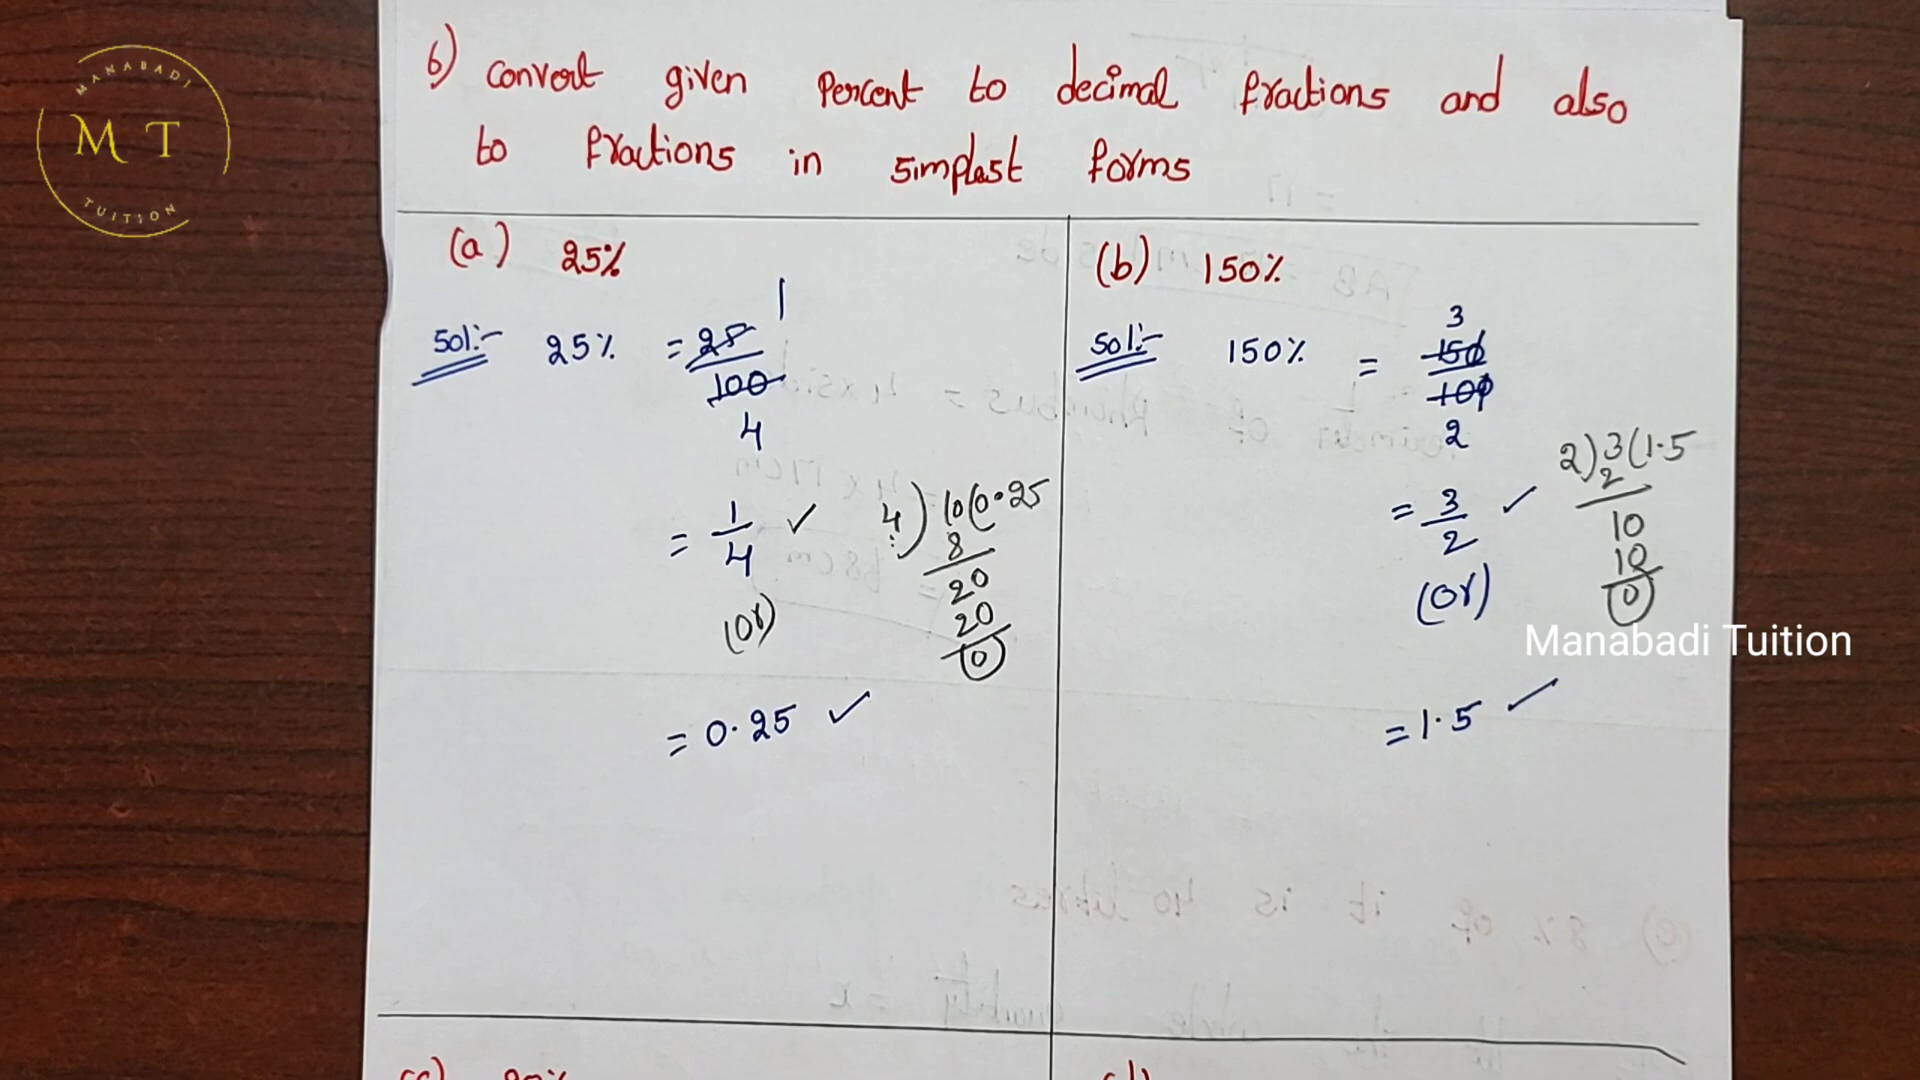 MANABADI
MT
TUITION
6) convert given percent to decimal fractions and also
to fractions in simplest forms
(a) 25%
Sol:- 25% = 25/100
1
4
= 1/4 ✓
(or)
= 0.25 ✓
4) 10(0.25
8
20
20
0
(b) 150%
Sol:- 150% = 150/100
3
2
= 3/2 ✓
(or)
= 1.5 ✓
2)3(1.5
2
10
10
0
Manabadi Tuition